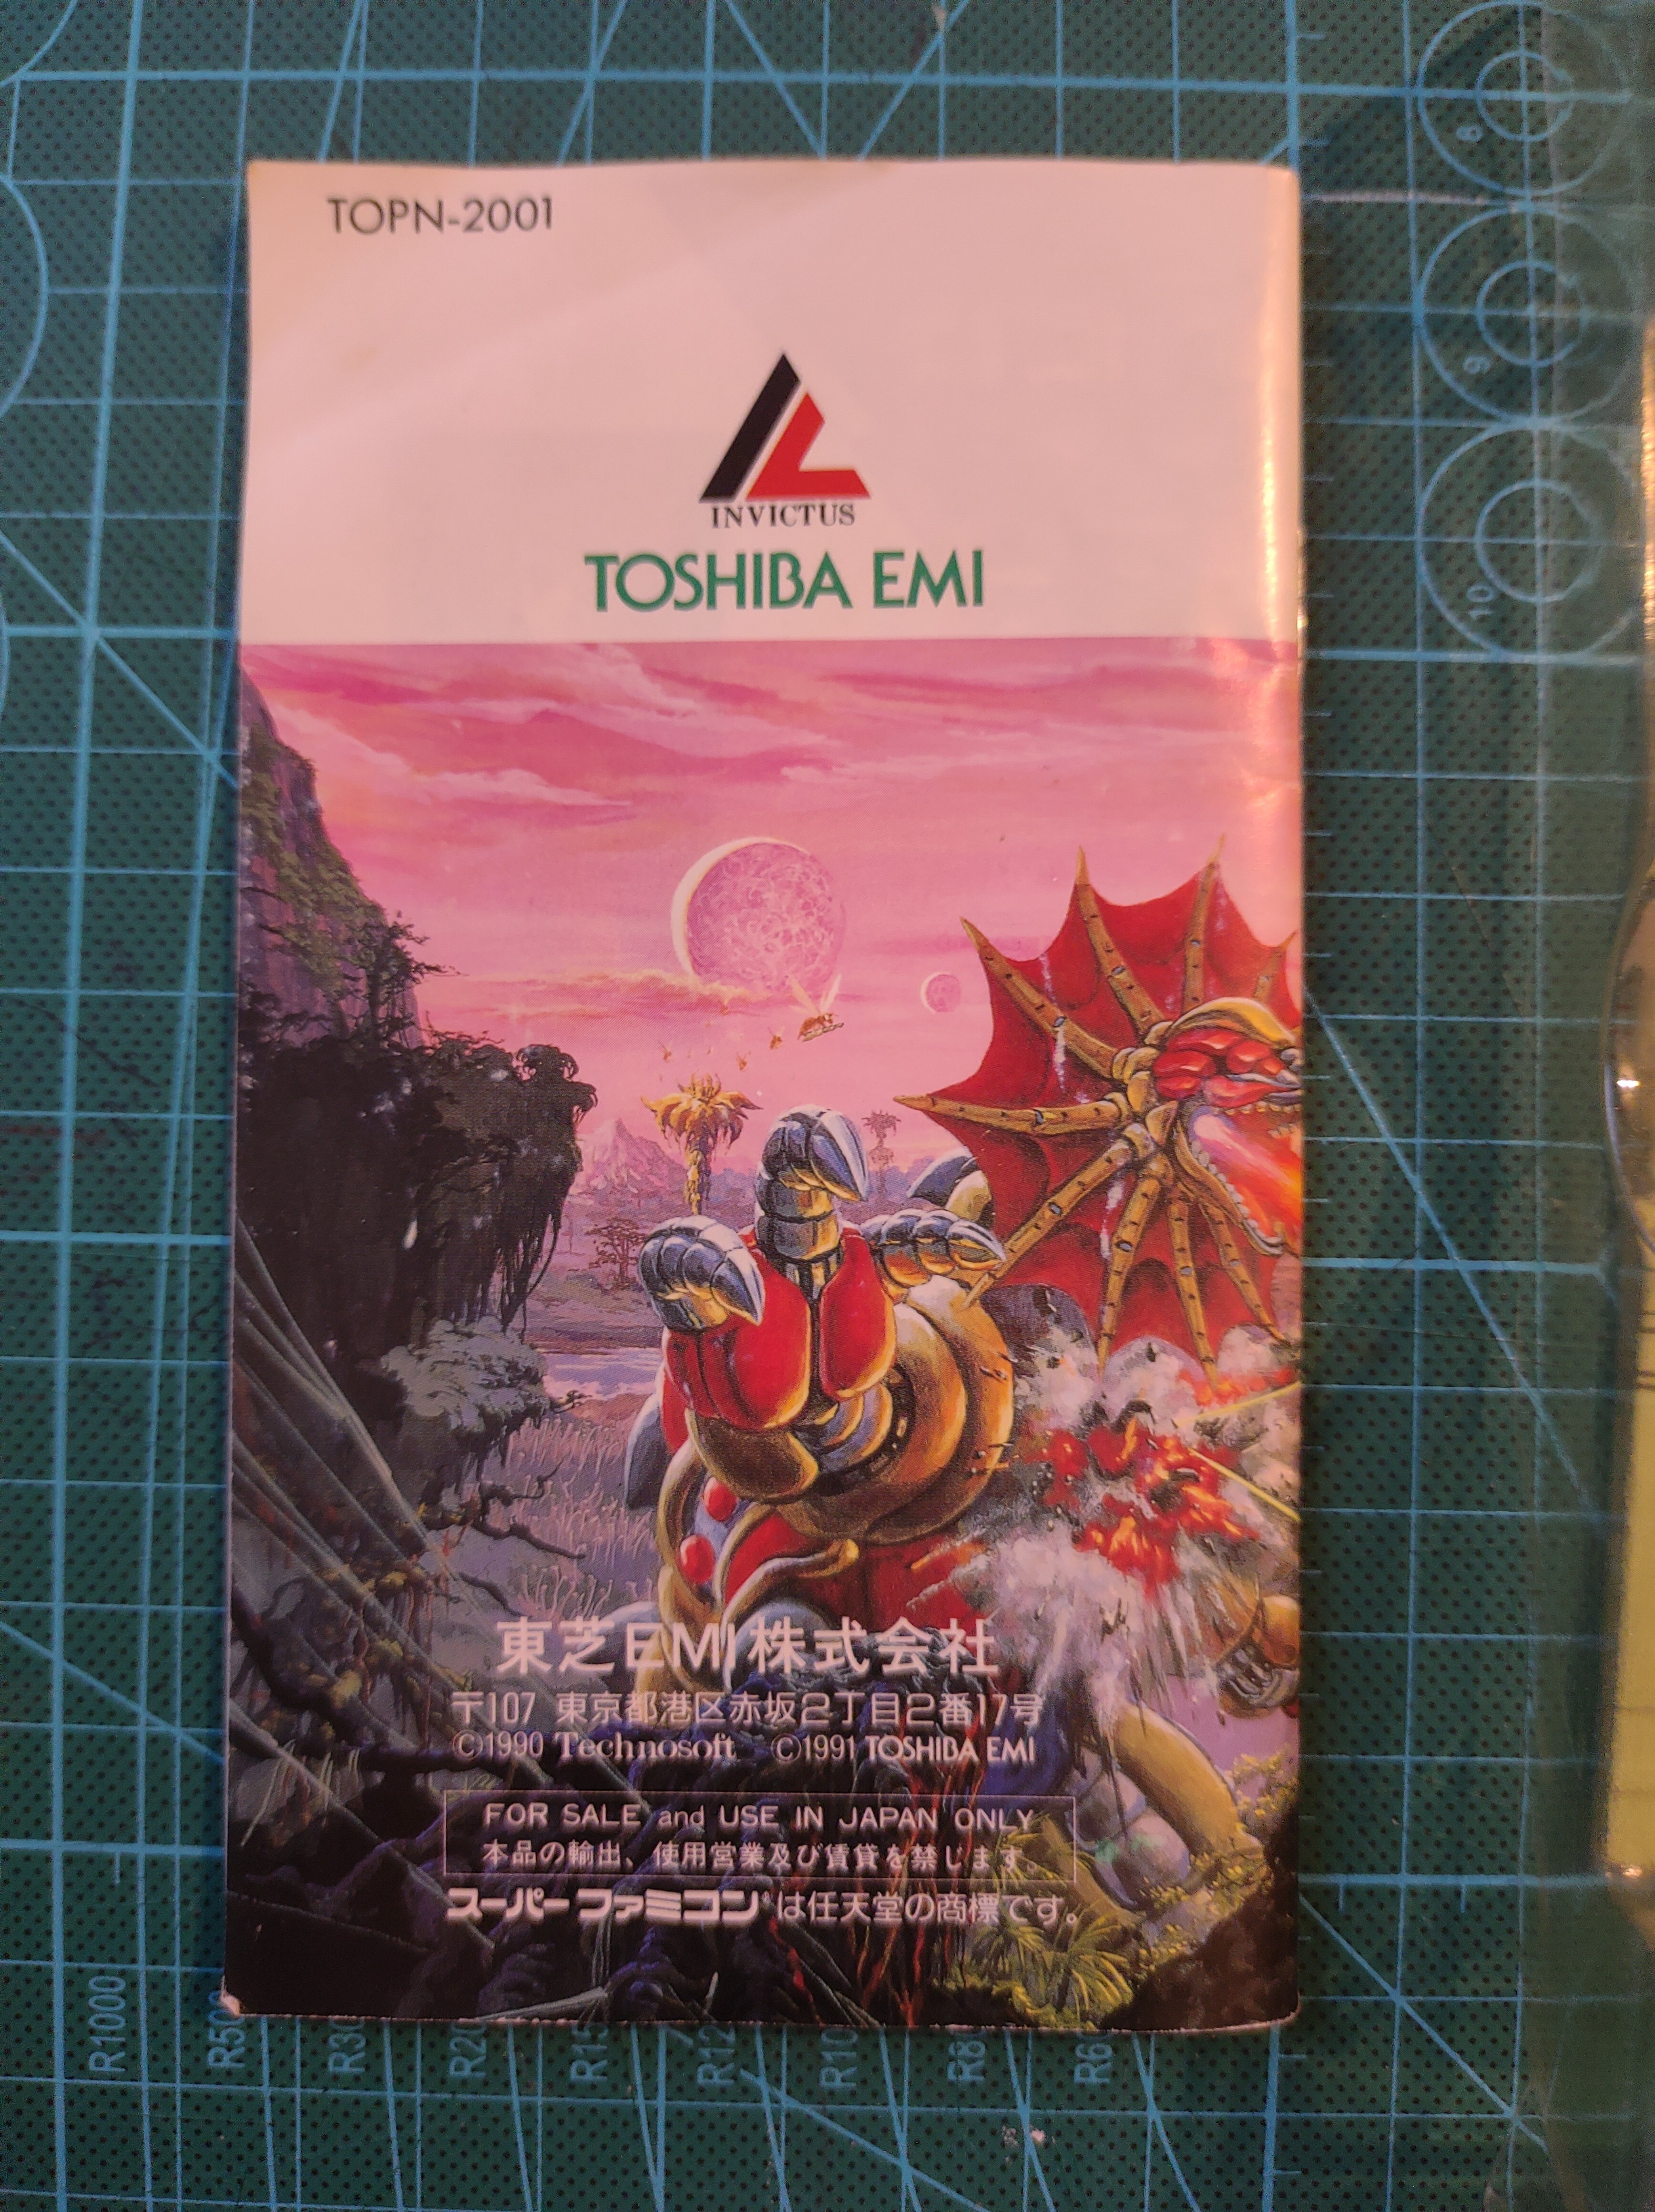 TOPN-2001
INVICTUS
TOSHIBA EMI
東芝EMI株式会社
〒107 東京都港区赤坂2丁目2番17号
©1990 Technosoft ©1991 TOSHIBA EMI
FOR SALE and USE IN JAPAN ONLY
本品の輸出、使用営業及び賃貸を禁じます。
スーパーファミコン®は任天堂の商標です。
8
9
10
R1000